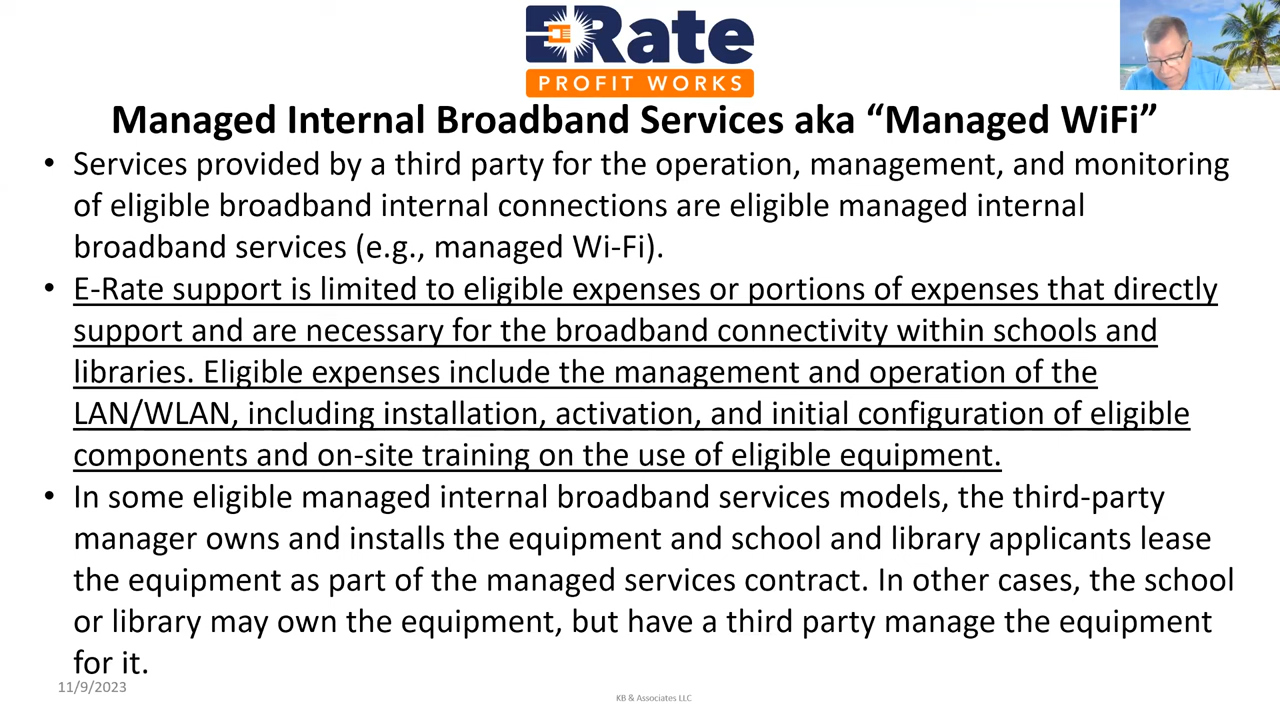 ERate
PROFIT WORKS
Managed Internal Broadband Services aka “Managed WiFi”
• Services provided by a third party for the operation, management, and monitoring
of eligible broadband internal connections are eligible managed internal
broadband services (e.g., managed Wi-Fi).
• E-Rate support is limited to eligible expenses or portions of expenses that directly
support and are necessary for the broadband connectivity within schools and
libraries. Eligible expenses include the management and operation of the
LAN/WLAN, including installation, activation, and initial configuration of eligible
components and on-site training on the use of eligible equipment.
• In some eligible managed internal broadband services models, the third-party
manager owns and installs the equipment and school and library applicants lease
the equipment as part of the managed services contract. In other cases, the school
or library may own the equipment, but have a third party manage the equipment
for it.
11/9/2023
KB & Associates LLC